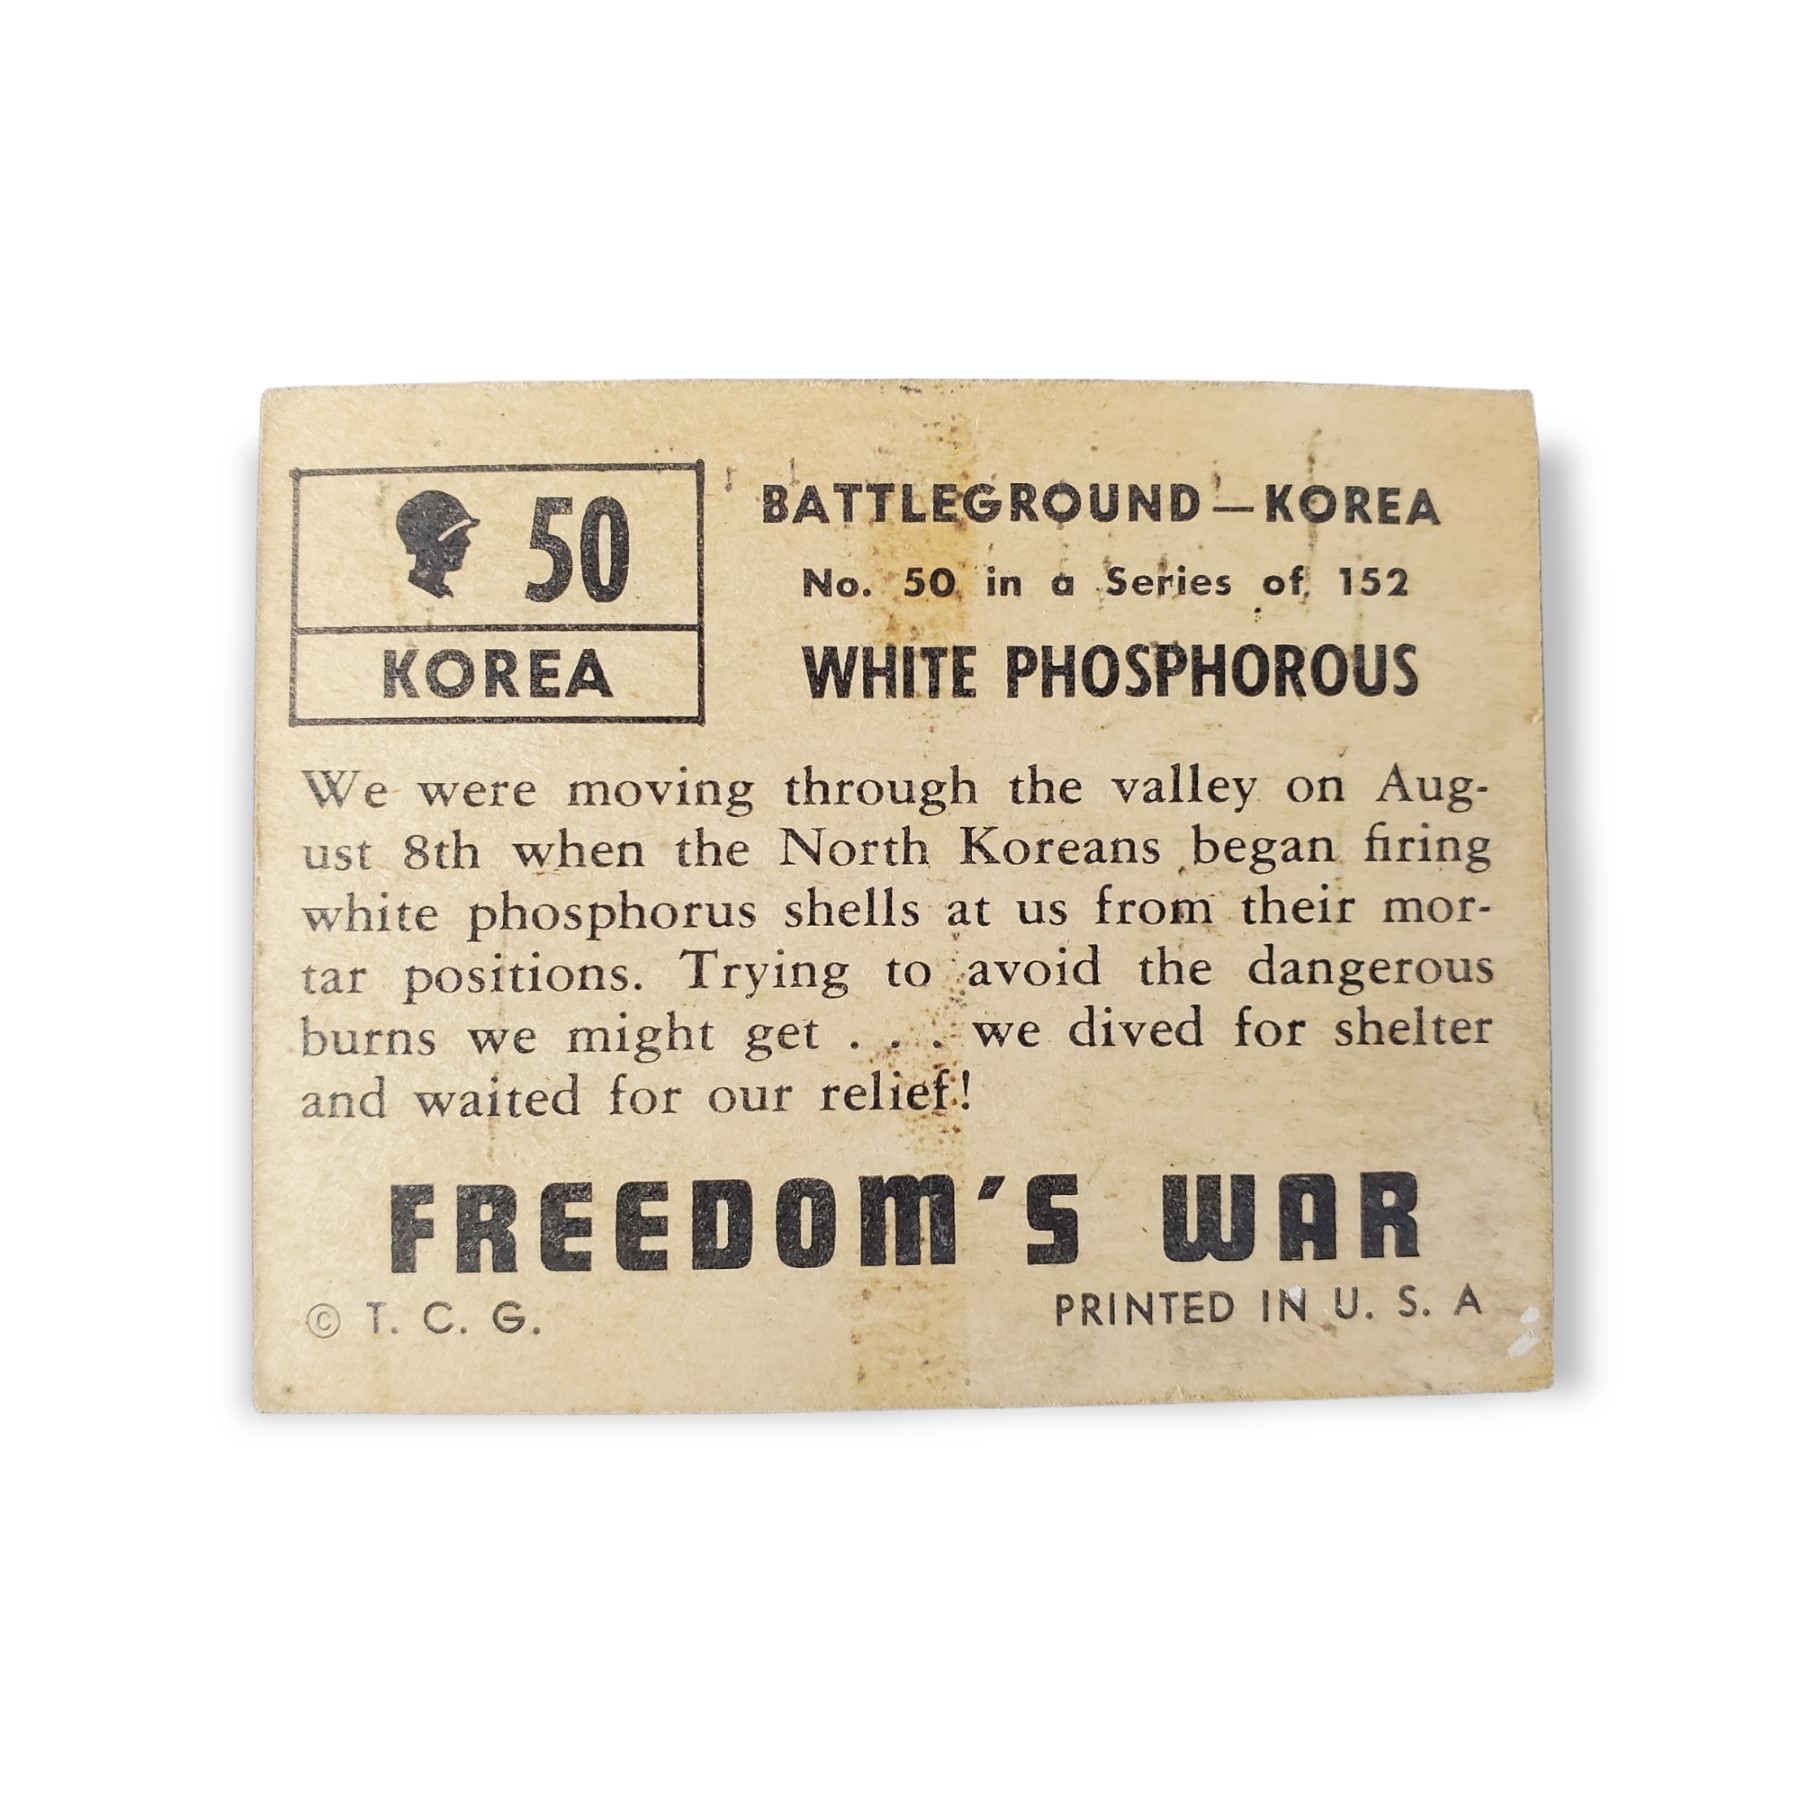 50
KOREA
BATTLEGROUND — KOREA
No. 50 in a Series of 152
WHITE PHOSPHOROUS
We were moving through the valley on Aug-
ust 8th when the North Koreans began firing
white phosphorus shells at us from their mor-
tar positions. Trying to avoid the dangerous
burns we might get . . . we dived for shelter
and waited for our relief!
FREEDOM'S WAR
© T. C. G.
PRINTED IN U. S. A